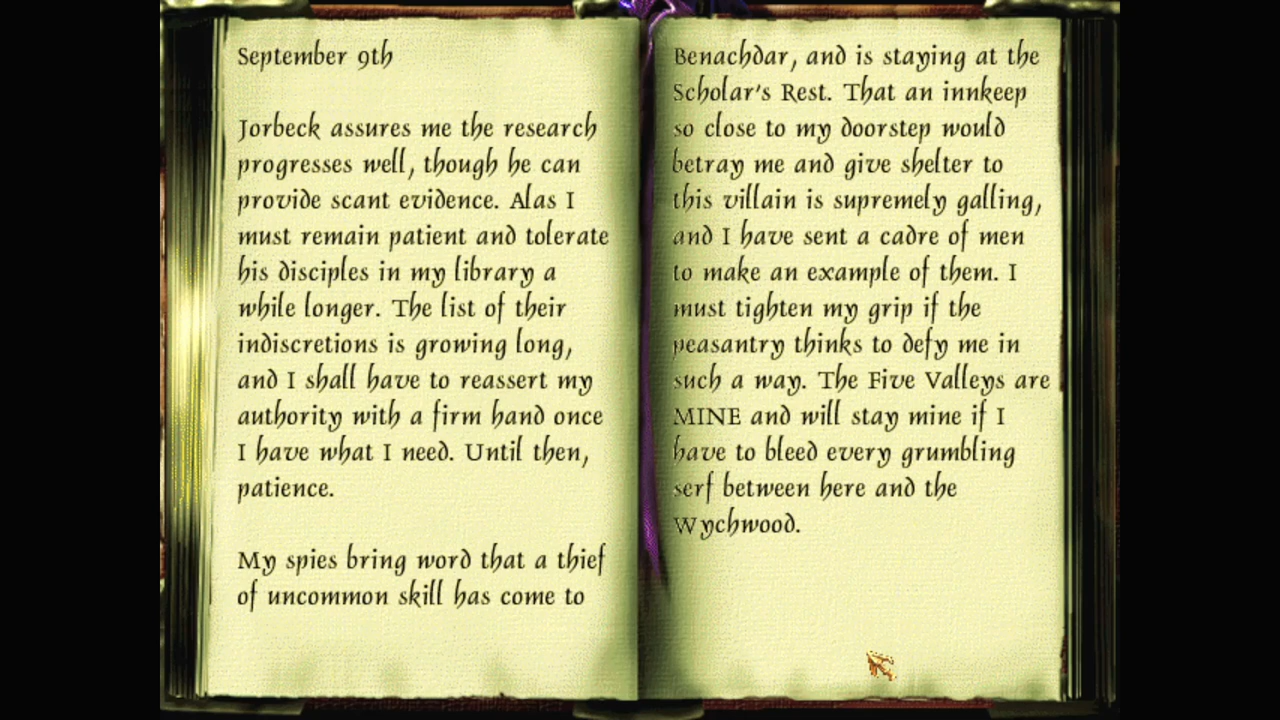 September 9th
Jorbeck assures me the research
progresses well, though he can
provide scant evidence. Alas I
must remain patient and tolerate
his disciples in my library a
while longer. The list of their
indiscretions is growing long,
and I shall have to reassert my
authority with a firm hand once
I have what I need. Until then,
patience.
My spies bring word that a thief
of uncommon skill has come to
Benachdar, and is staying at the
Scholar's Rest. That an innkeep
so close to my doorstep would
betray me and give shelter to
this villain is supremely galling,
and I have sent a cadre of men
to make an example of them. I
must tighten my grip if the
peasantry thinks to defy me in
such a way. The Five Valleys are
MINE and will stay mine if I
have to bleed every grumbling
serf between here and the
Wychwood.